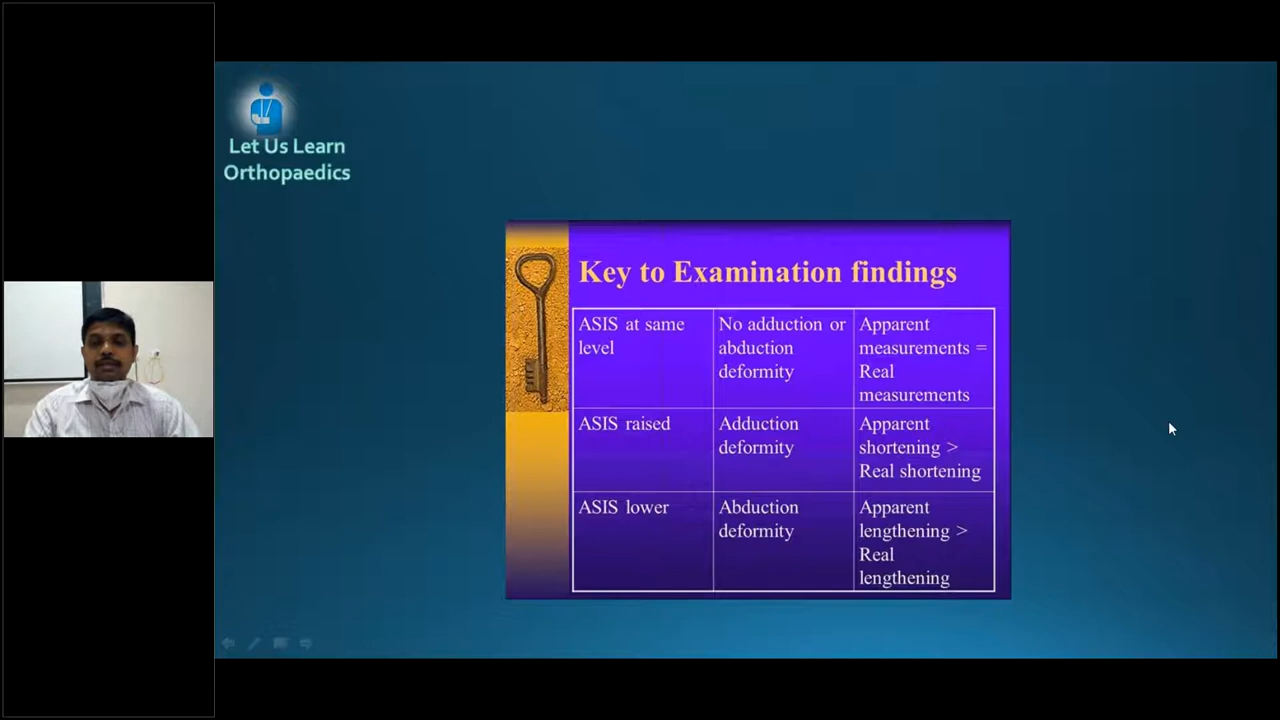 Let Us Learn
Orthopaedics
Key to Examination findings
ASIS at same
level
No adduction or
abduction
deformity
Apparent
measurements =
Real
measurements
ASIS raised
Adduction
deformity
Apparent
shortening >
Real shortening
ASIS lower
Abduction
deformity
Apparent
lengthening >
Real
lengthening